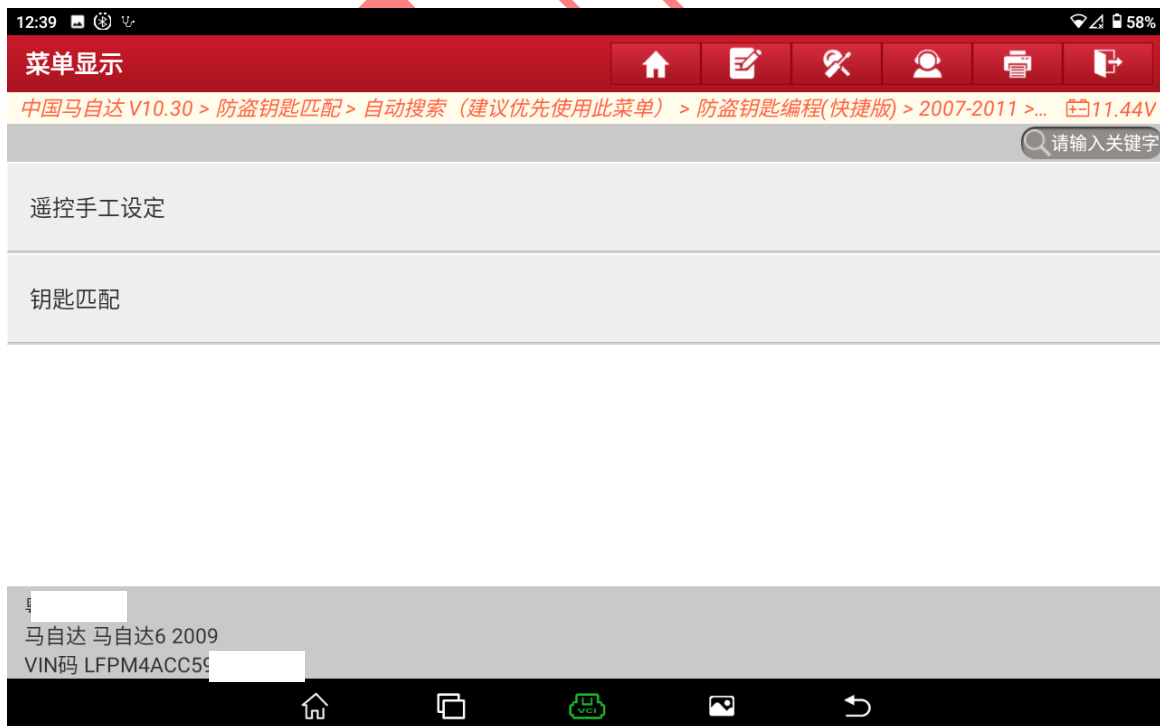 12:39 58%
菜单显示
中国马自达 V10.30 > 防盗钥匙匹配 > 自动搜索（建议优先使用此菜单） > 防盗钥匙编程(快捷版) > 2007-2011 >... 11.44V
请输入关键字
遥控手工设定
钥匙匹配
马自达 马自达6 2009
VIN码 LFPM4ACC59
VCI